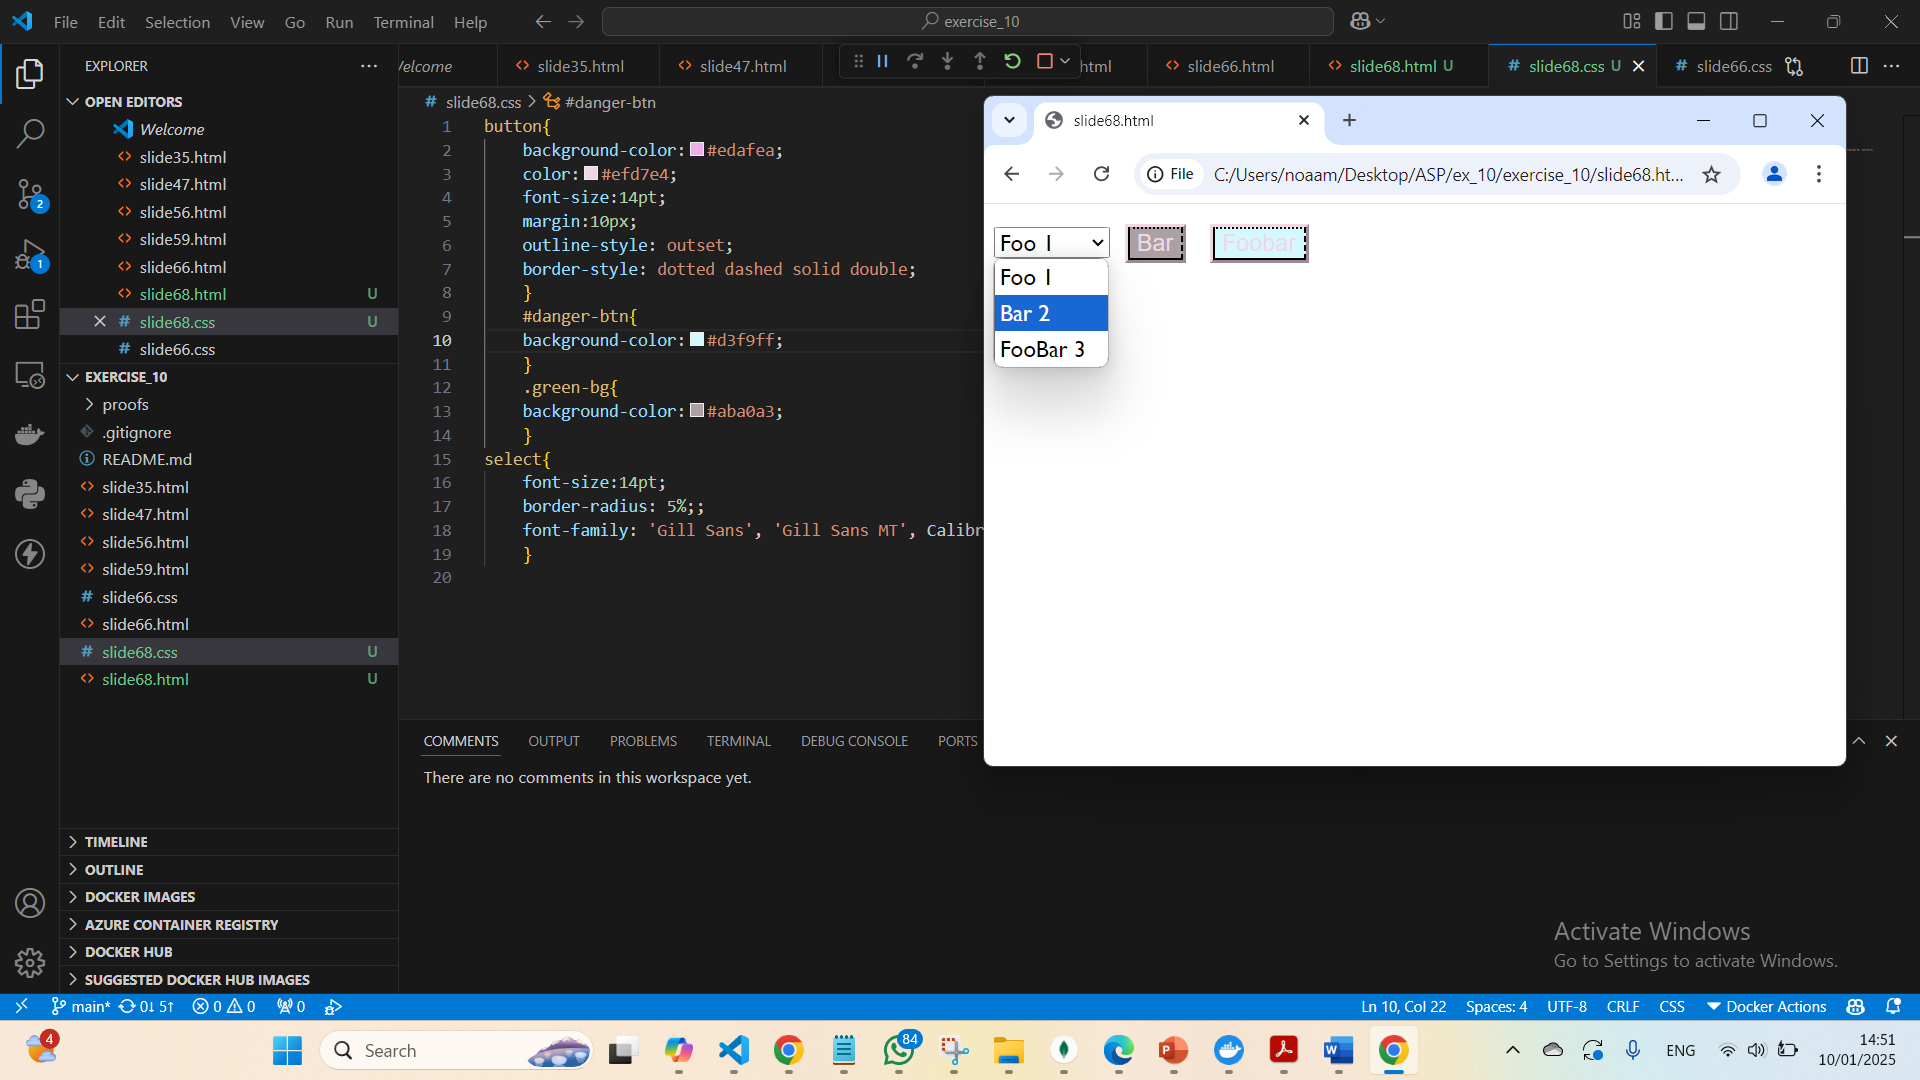 File Edit Selection View Go Run Terminal Help
exercise_10
EXPLORER
OPEN EDITORS
Welcome
slide35.html
slide47.html
slide56.html
slide59.html
slide66.html
slide68.html U
slide68.css U
slide66.css
EXERCISE_10
proofs
.gitignore
README.md
slide35.html
slide47.html
slide56.html
slide59.html
slide66.css
slide66.html
slide68.css U
slide68.html U
TIMELINE
OUTLINE
DOCKER IMAGES
AZURE CONTAINER REGISTRY
DOCKER HUB
SUGGESTED DOCKER HUB IMAGES
2
1
Welcome slide35.html slide47.html html slide66.html slide68.html U slide68.css U slide66.css
slide68.css > #danger-btn
1 button{
2 background-color: #edafea;
3 color: #efd7e4;
4 font-size:14pt;
5 margin:10px;
6 outline-style: outset;
7 border-style: dotted dashed solid double;
8 }
9 #danger-btn{
10 background-color: #d3f9ff;
11 }
12 .green-bg{
13 background-color: #aba0a3;
14 }
15 select{
16 font-size:14pt;
17 border-radius: 5%;;
18 font-family: 'Gill Sans', 'Gill Sans MT', Calibr
19 }
20
slide68.html
File C:/Users/noaam/Desktop/ASP/ex_10/exercise_10/slide68.ht...
Foo 1 Bar Foobar
Foo 1
Bar 2
FooBar 3
COMMENTS OUTPUT PROBLEMS TERMINAL DEBUG CONSOLE PORTS
There are no comments in this workspace yet.
Activate Windows
Go to Settings to activate Windows.
main* 0↓ 5↑ 0 0 0 Ln 10, Col 22 Spaces: 4 UTF-8 CRLF CSS Docker Actions
4 Search 84 ENG 14:51
10/01/2025